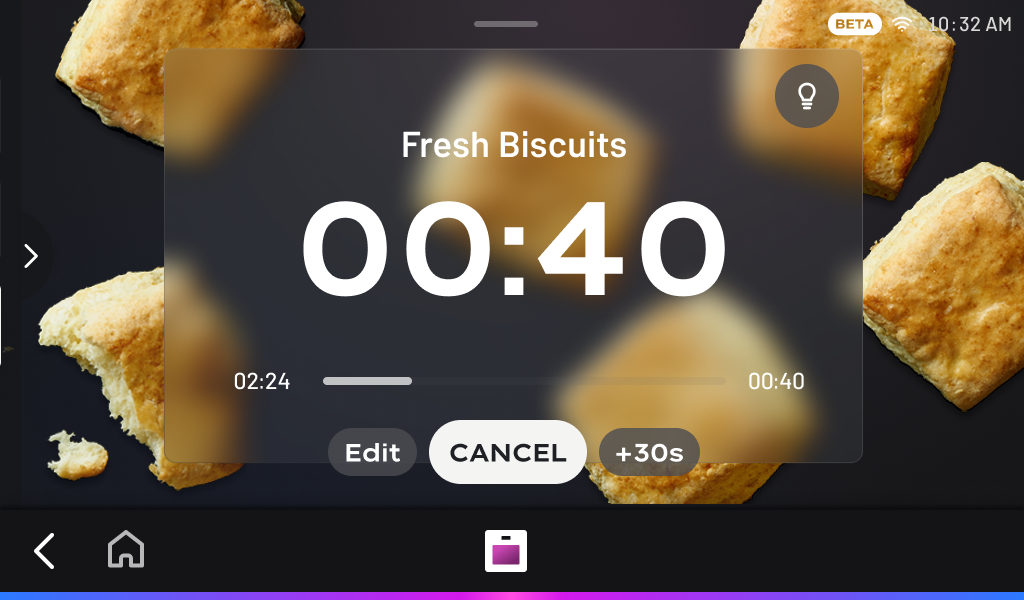 BETA 10:32 AM
Fresh Biscuits
00:40
02:24 00:40
Edit CANCEL +30s